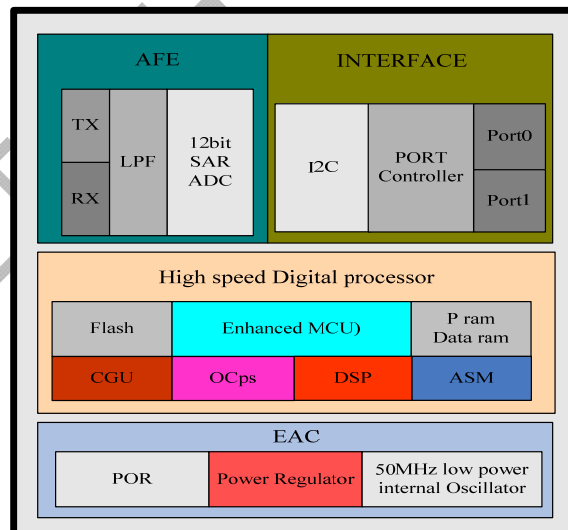 AFE
INTERFACE
TX
RX
LPF
12bit
SAR
ADC
I2C
PORT
Controller
Port0
Port1
High speed Digital processor
Flash
Enhanced MCU)
P ram
Data ram
CGU
OCps
DSP
ASM
EAC
POR
Power Regulator
50MHz low power
internal Oscillator